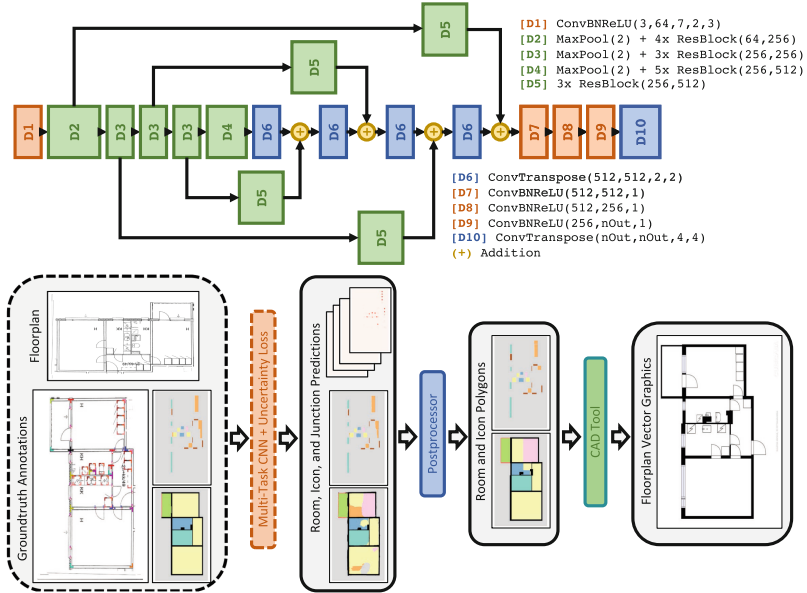 [D1] ConvBNReLU(3,64,7,2,3)
[D2] MaxPool(2) + 4x ResBlock(64,256)
[D3] MaxPool(2) + 3x ResBlock(256,256)
[D4] MaxPool(2) + 5x ResBlock(256,512)
[D5] 3x ResBlock(256,512)
D5
D5
D1 D2 D3 D3 D3 D4 D6 + D6 + D6 + D6 + D7 D8 D9 D10
D5
D5
[D6] ConvTranspose(512,512,2,2)
[D7] ConvBNReLU(512,512,1)
[D8] ConvBNReLU(512,256,1)
[D9] ConvBNReLU(256,nOut,1)
[D10] ConvTranspose(nOut,nOut,4,4)
(+) Addition
Groundtruth Annotations
Floorplan
Multi-Task CNN + Uncertainty Loss
Room, Icon, and Junction Predictions
Postprocessor
Room and Icon Polygons
CAD Tool
Floorplan Vector Graphics